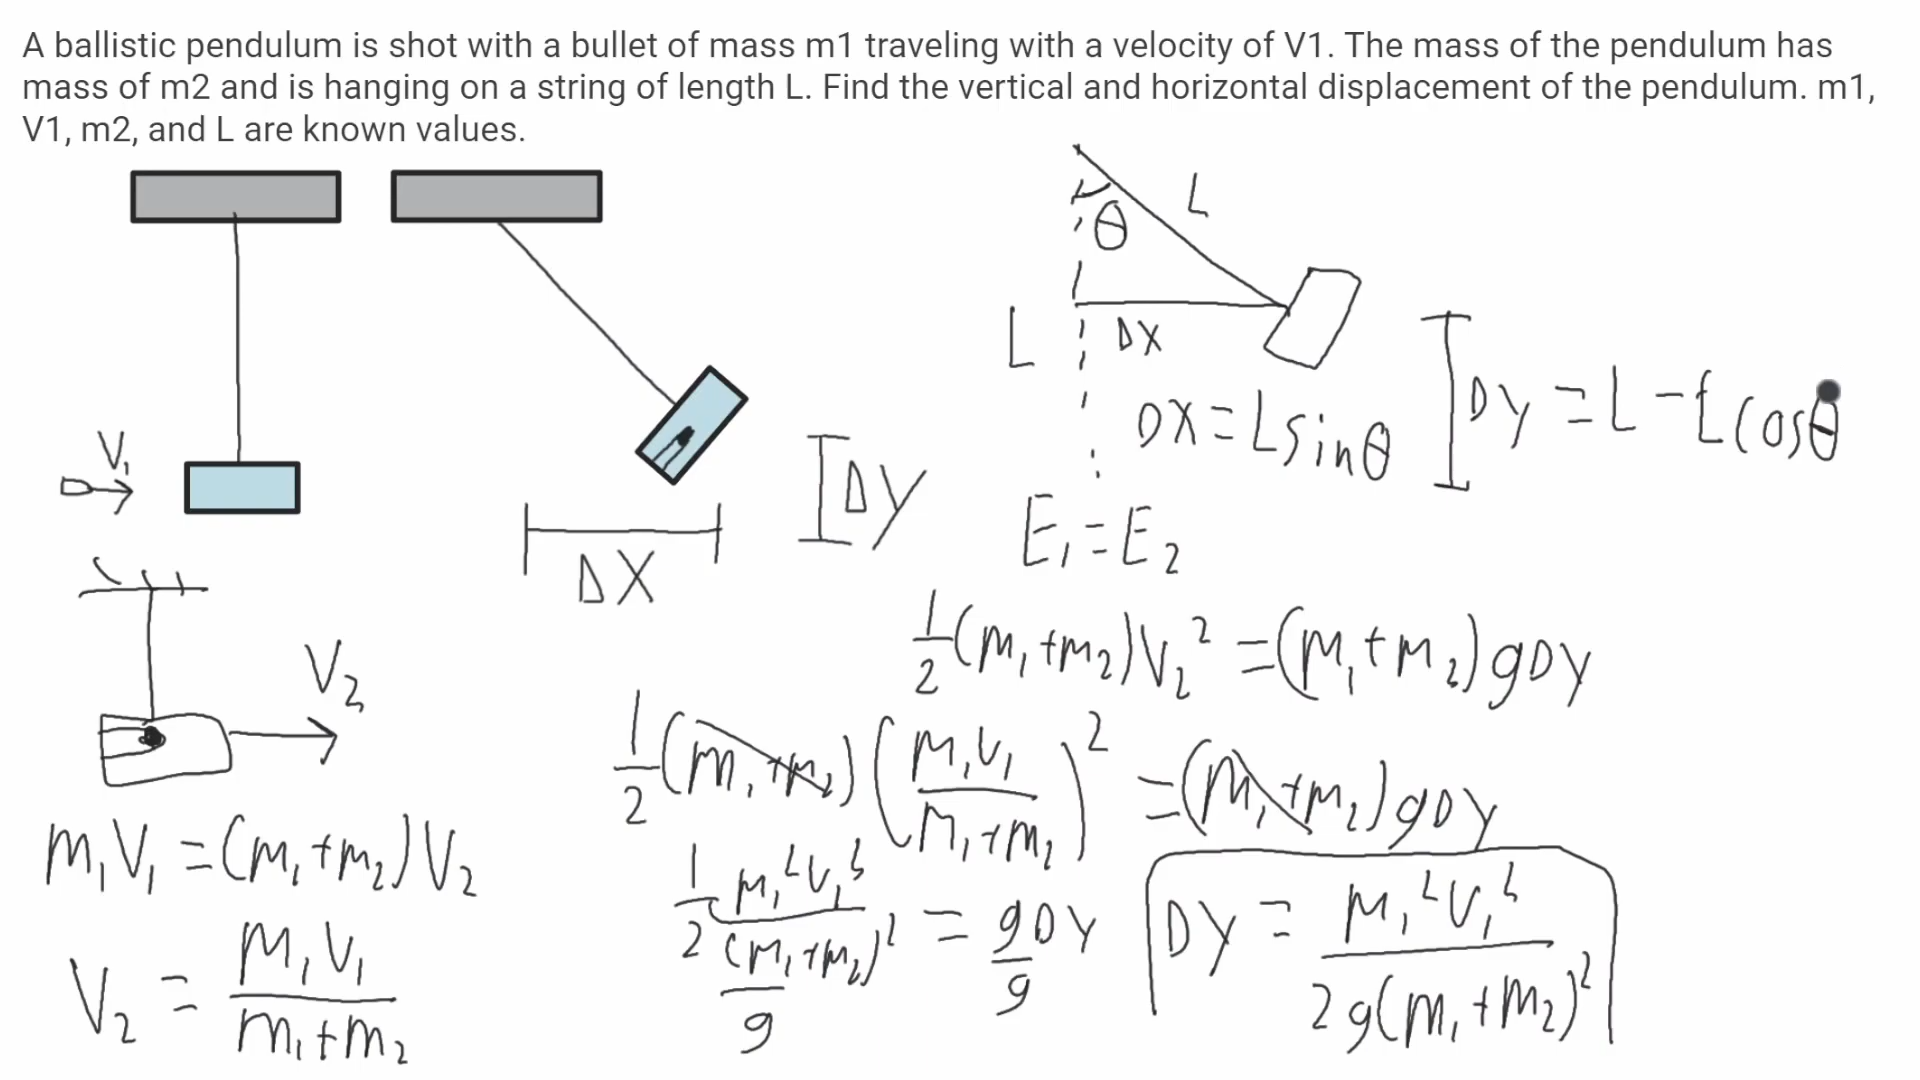 A ballistic pendulum is shot with a bullet of mass m1 traveling with a velocity of V1. The mass of the pendulum has
mass of m2 and is hanging on a string of length L. Find the vertical and horizontal displacement of the pendulum. m1,
V1, m2, and L are known values.
V₁
ΔX
ΔY
V₂
m₁V₁ = (m₁+m₂)V₂
V₂ = m₁V₁/(m₁+m₂)
θ
L
L
ΔX
ΔX = Lsinθ
ΔY = L - Lcosθ
E₁ = E₂
1/2(m₁+m₂)V₂² = (m₁+m₂)gΔY
1/2(m₁+m₂)(m₁V₁/(m₁+m₂))² = (m₁+m₂)gΔY
1/2 m₁²V₁²/(m₁+m₂)²/g = gΔY/g
ΔY = m₁²V₁²/2g(m₁+m₂)²